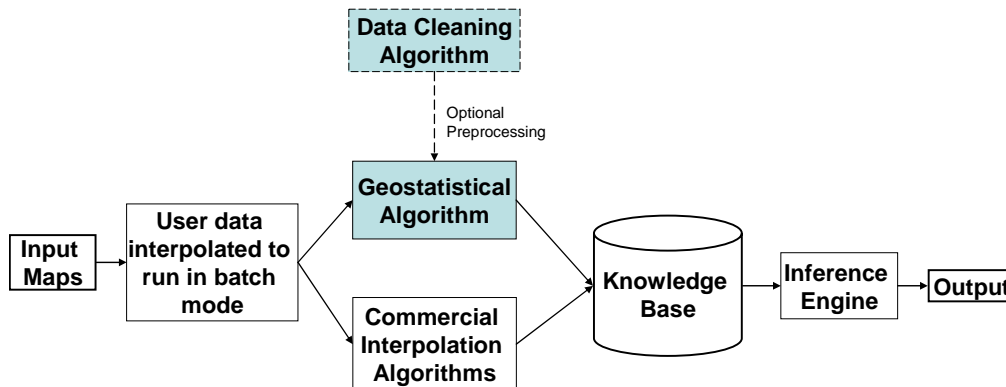 Data Cleaning
Algorithm
Optional
Preprocessing
Geostatistical
Algorithm
Input
Maps
User data
interpolated to
run in batch
mode
Commercial
Interpolation
Algorithms
Knowledge
Base
Inference
Engine
Output